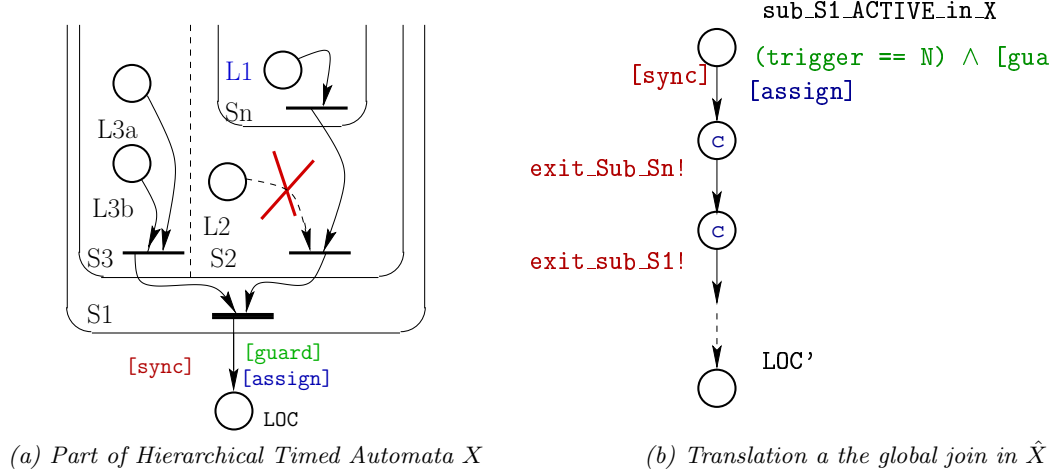 sub_S1_ACTIVE_in_X
(trigger == N) ∧ [gua
[sync]
[assign]
c
exit_Sub_Sn!
c
exit_sub_S1!
LOC'
L1
Sn
L3a
L3b
L2
S3
S2
S1
[sync]
[guard]
[assign]
LOC
(a) Part of Hierarchical Timed Automata X
(b) Translation a the global join in X̂